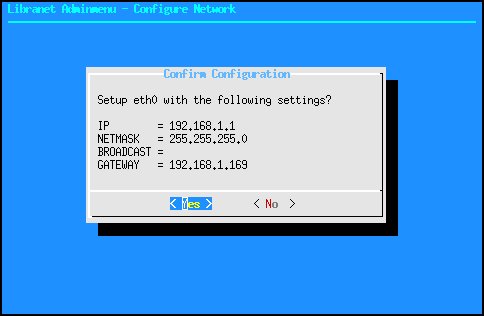 Libranet Adminmenu - Configure Network
Confirm Configuration
Setup eth0 with the following settings?
IP        = 192.168.1.1
NETMASK   = 255.255.255.0
BROADCAST =
GATEWAY   = 192.168.1.169
< Yes >      < No >